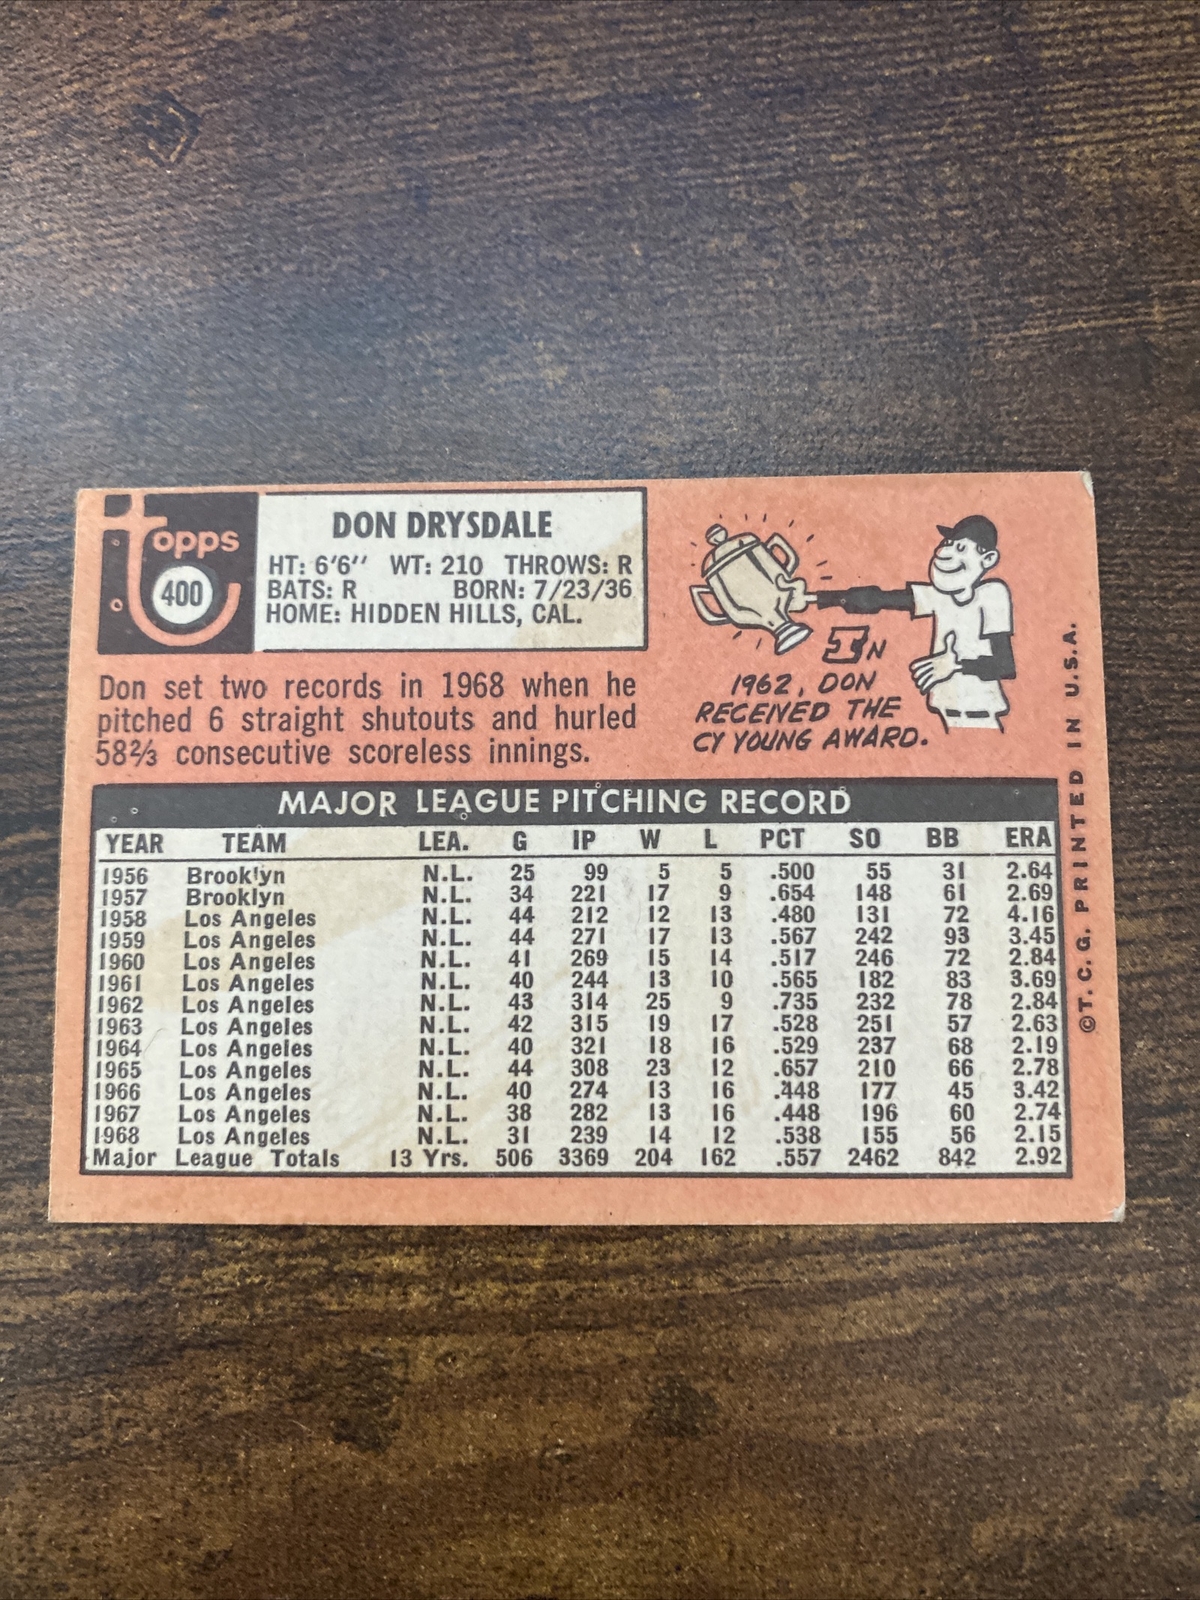 topps
400
DON DRYSDALE
HT: 6'6" WT: 210 THROWS: R
BATS: R BORN: 7/23/36
HOME: HIDDEN HILLS, CAL.
Don set two records in 1968 when he
pitched 6 straight shutouts and hurled
58⅔ consecutive scoreless innings.
IN
1962, DON
RECEIVED THE
CY YOUNG AWARD.
MAJOR LEAGUE PITCHING RECORD
YEAR TEAM LEA. G IP W L PCT SO BB ERA
1956 Brooklyn N.L. 25 99 5 5 .500 55 31 2.64
1957 Brooklyn N.L. 34 221 17 9 .654 148 61 2.69
1958 Los Angeles N.L. 44 212 12 13 .480 131 72 4.16
1959 Los Angeles N.L. 44 271 17 13 .567 242 93 3.45
1960 Los Angeles N.L. 41 269 15 14 .517 246 72 2.84
1961 Los Angeles N.L. 40 244 13 10 .565 182 83 3.69
1962 Los Angeles N.L. 43 314 25 9 .735 232 78 2.84
1963 Los Angeles N.L. 42 315 19 17 .528 251 57 2.63
1964 Los Angeles N.L. 40 321 18 16 .529 237 68 2.19
1965 Los Angeles N.L. 44 308 23 12 .657 210 66 2.78
1966 Los Angeles N.L. 40 274 13 16 .448 177 45 3.42
1967 Los Angeles N.L. 38 282 13 16 .448 196 60 2.74
1968 Los Angeles N.L. 31 239 14 12 .538 155 56 2.15
Major League Totals 13 Yrs. 506 3369 204 162 .557 2462 842 2.92
©T. C. G. PRINTED IN U.S.A.